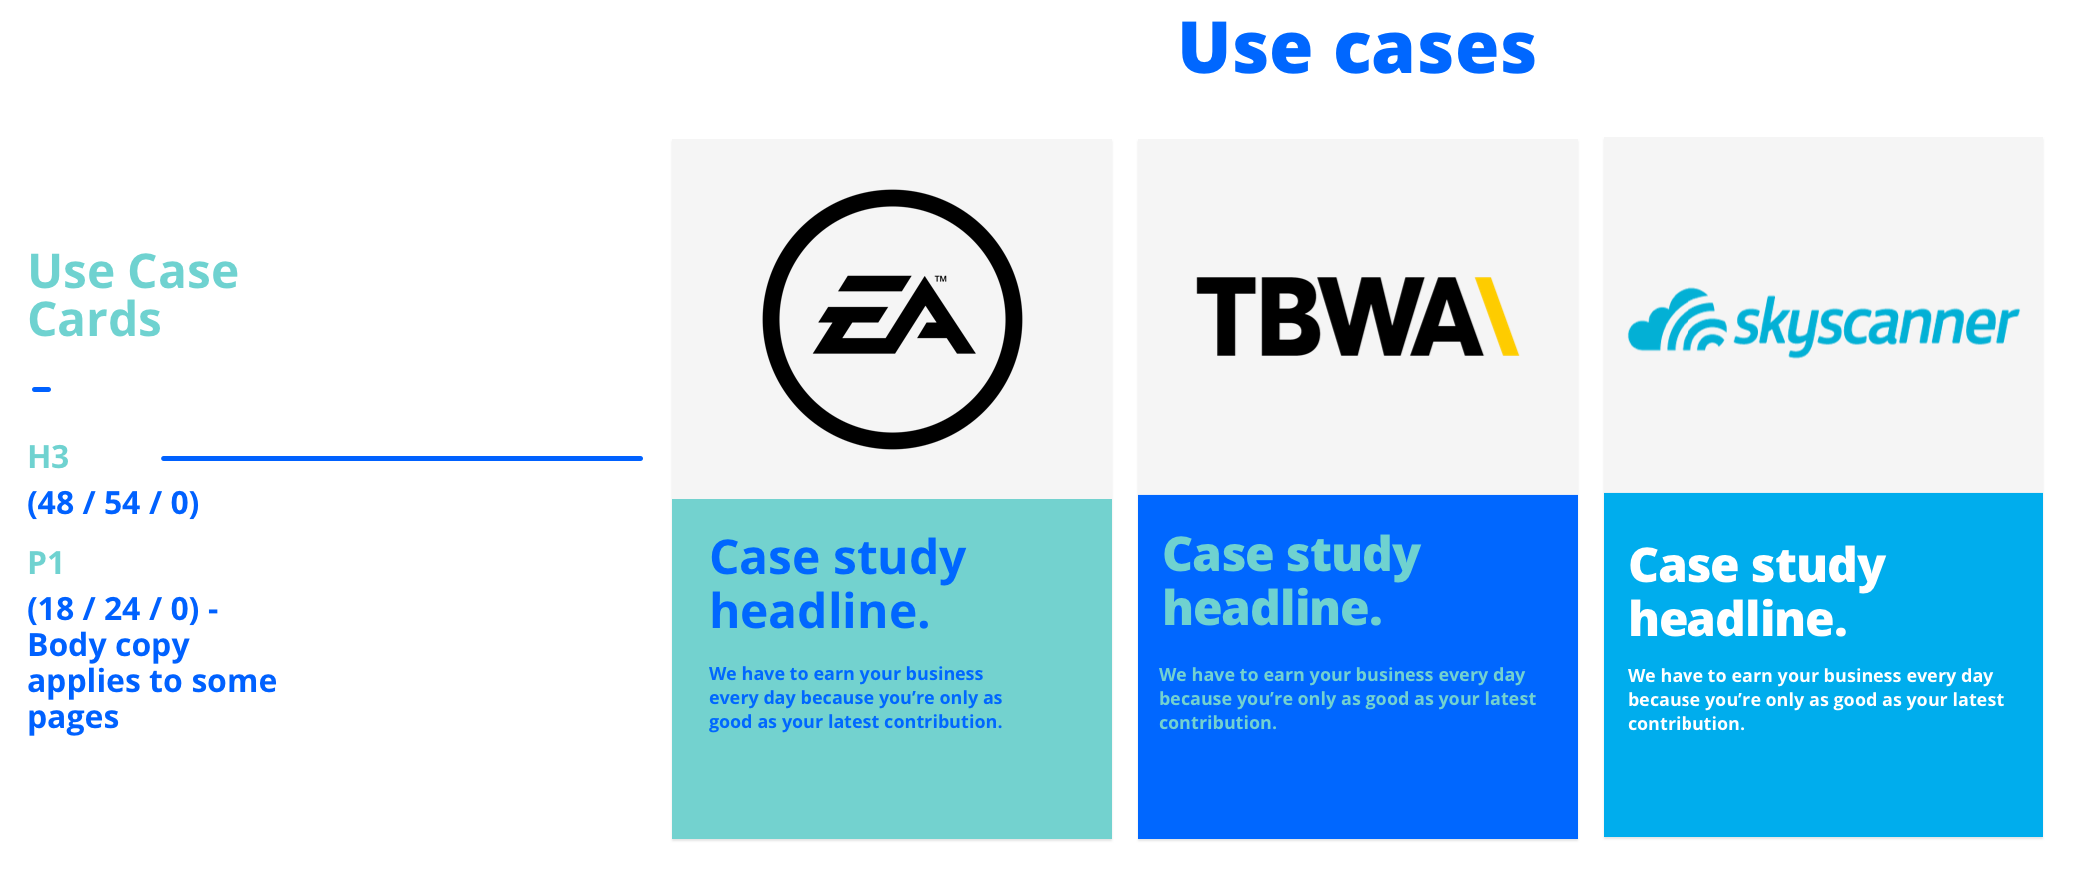 Use cases
Use Case
Cards
–
H3
(48 / 54 / 0)
P1
(18 / 24 / 0) -
Body copy
applies to some
pages
EA™
Case study
headline.
We have to earn your business
every day because you’re only as
good as your latest contribution.
TBWA\
Case study
headline.
We have to earn your business every day
because you’re only as good as your latest
contribution.
skyscanner
Case study
headline.
We have to earn your business every day
because you’re only as good as your latest
contribution.